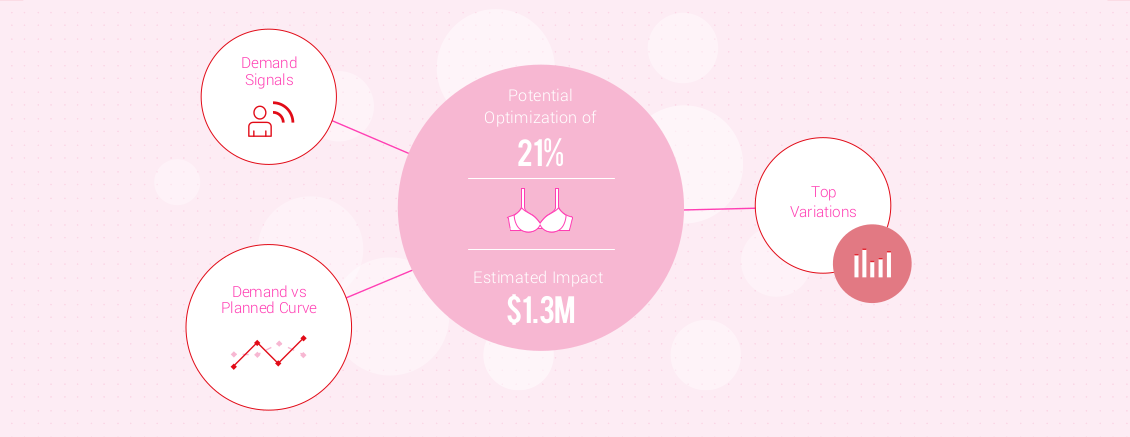 Demand
Signals
Demand vs
Planned Curve
Potential
Optimization of
21%
Estimated Impact
$1.3M
Top
Variations